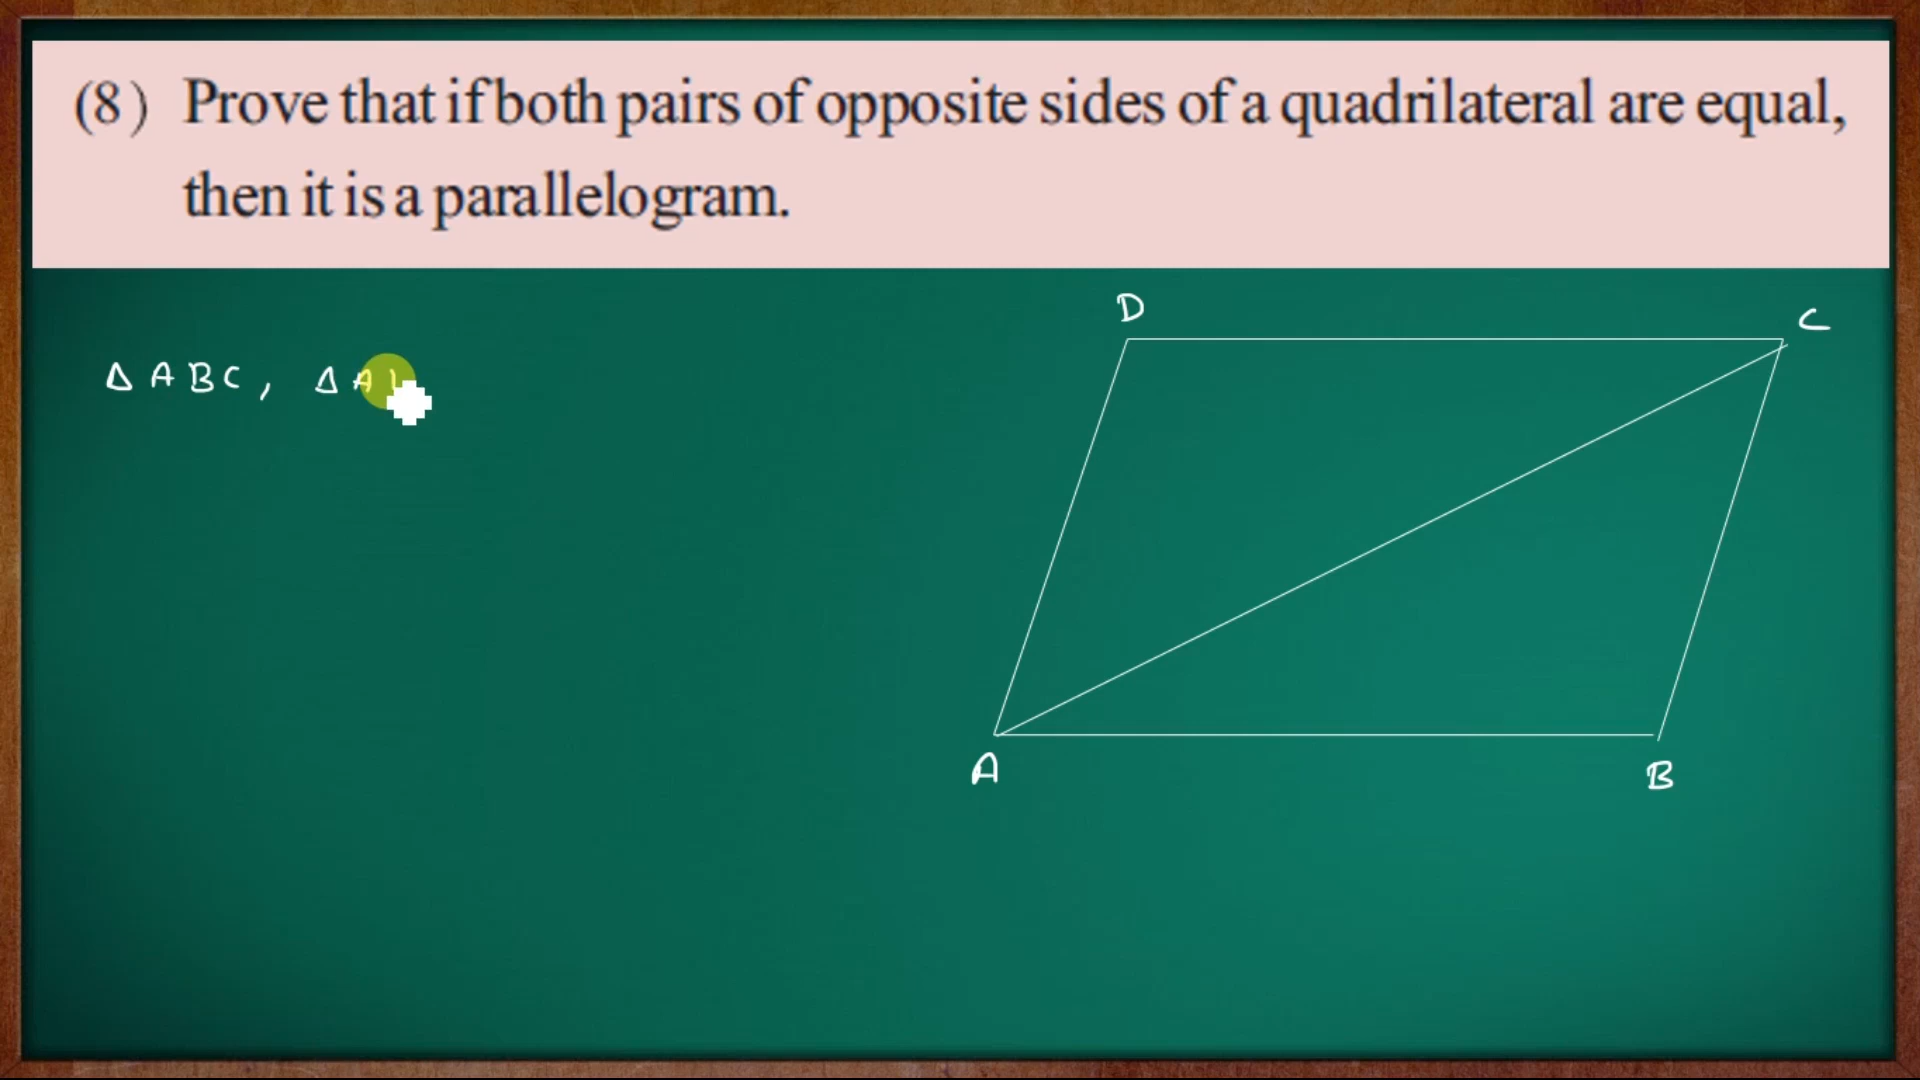 (8) Prove that if both pairs of opposite sides of a quadrilateral are equal,
then it is a parallelogram.
D
C
Δ ABC, Δ A
A
B